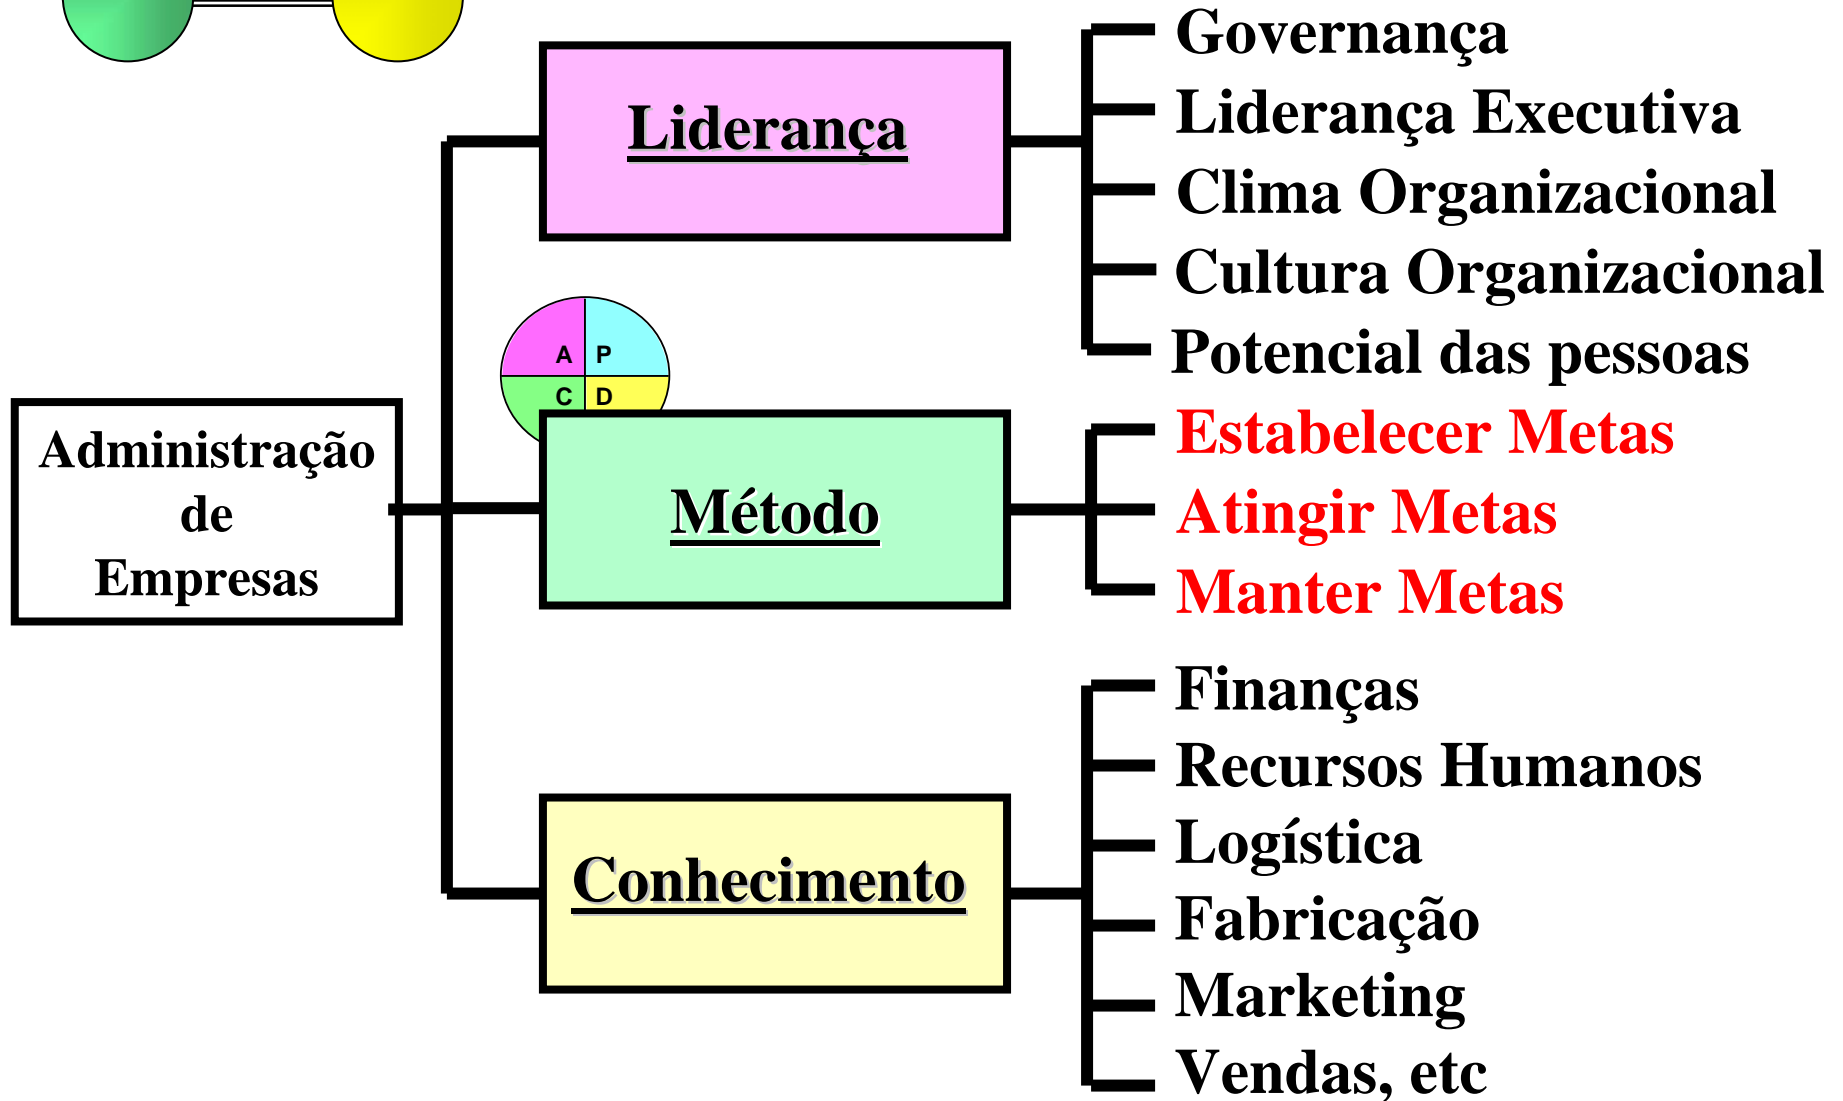 Governança
Liderança
Liderança Executiva
Clima Organizacional
Cultura Organizacional
Potencial das pessoas
A P
C D
Administração
de
Empresas
Método
Estabelecer Metas
Atingir Metas
Manter Metas
Conhecimento
Finanças
Recursos Humanos
Logística
Fabricação
Marketing
Vendas, etc